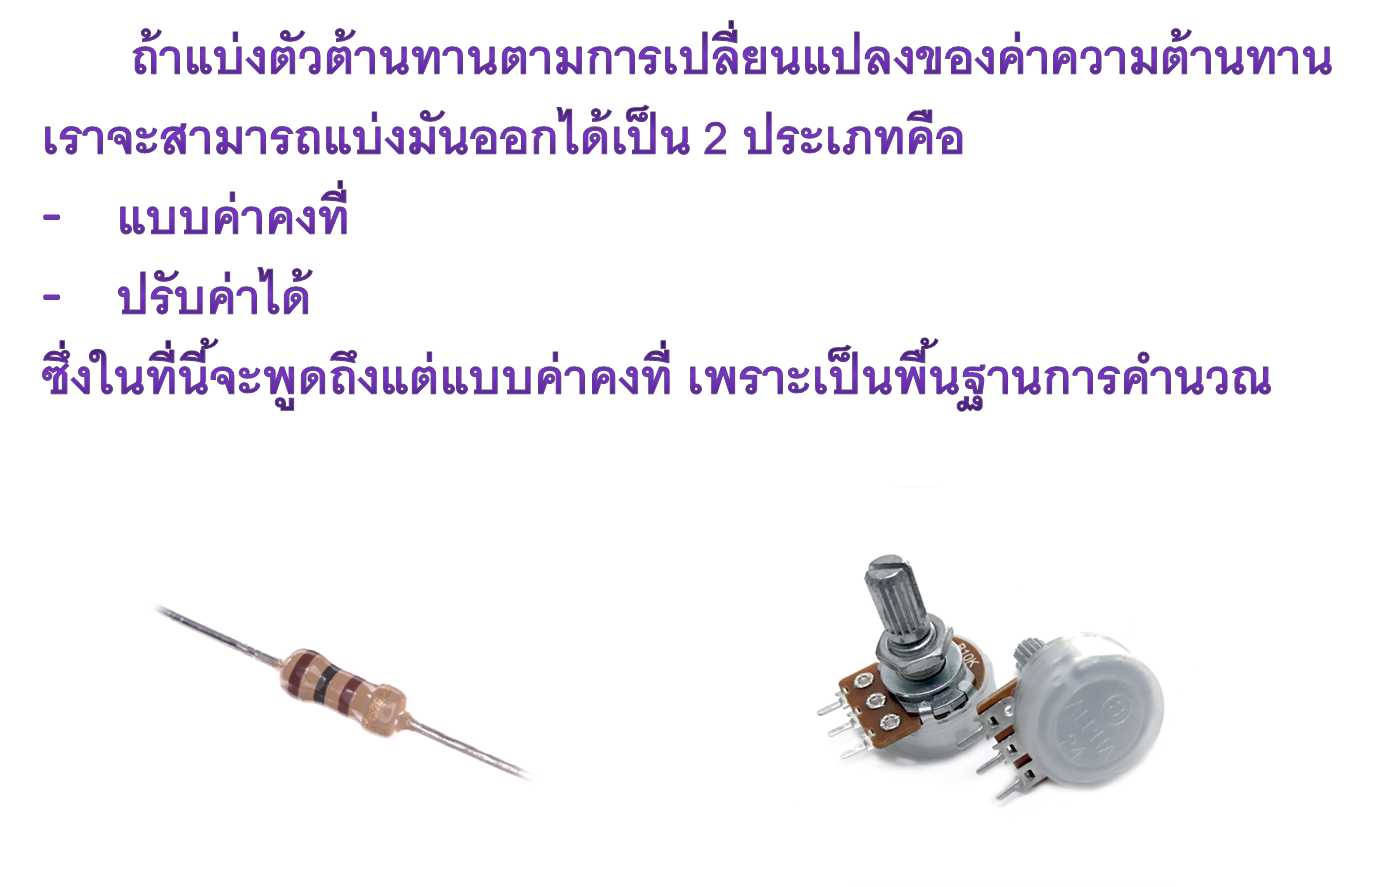 ถ้าแบ่งตัวต้านทานตามการเปลี่ยนแปลงของค่าความต้านทาน
เราจะสามารถแบ่งมันออกได้เป็น 2 ประเภทคือ
- แบบค่าคงที่
- ปรับค่าได้
ซึ่งในที่นี้จะพูดถึงแต่แบบค่าคงที่ เพราะเป็นพื้นฐานการคำนวณ
B10K
ALPHA
24